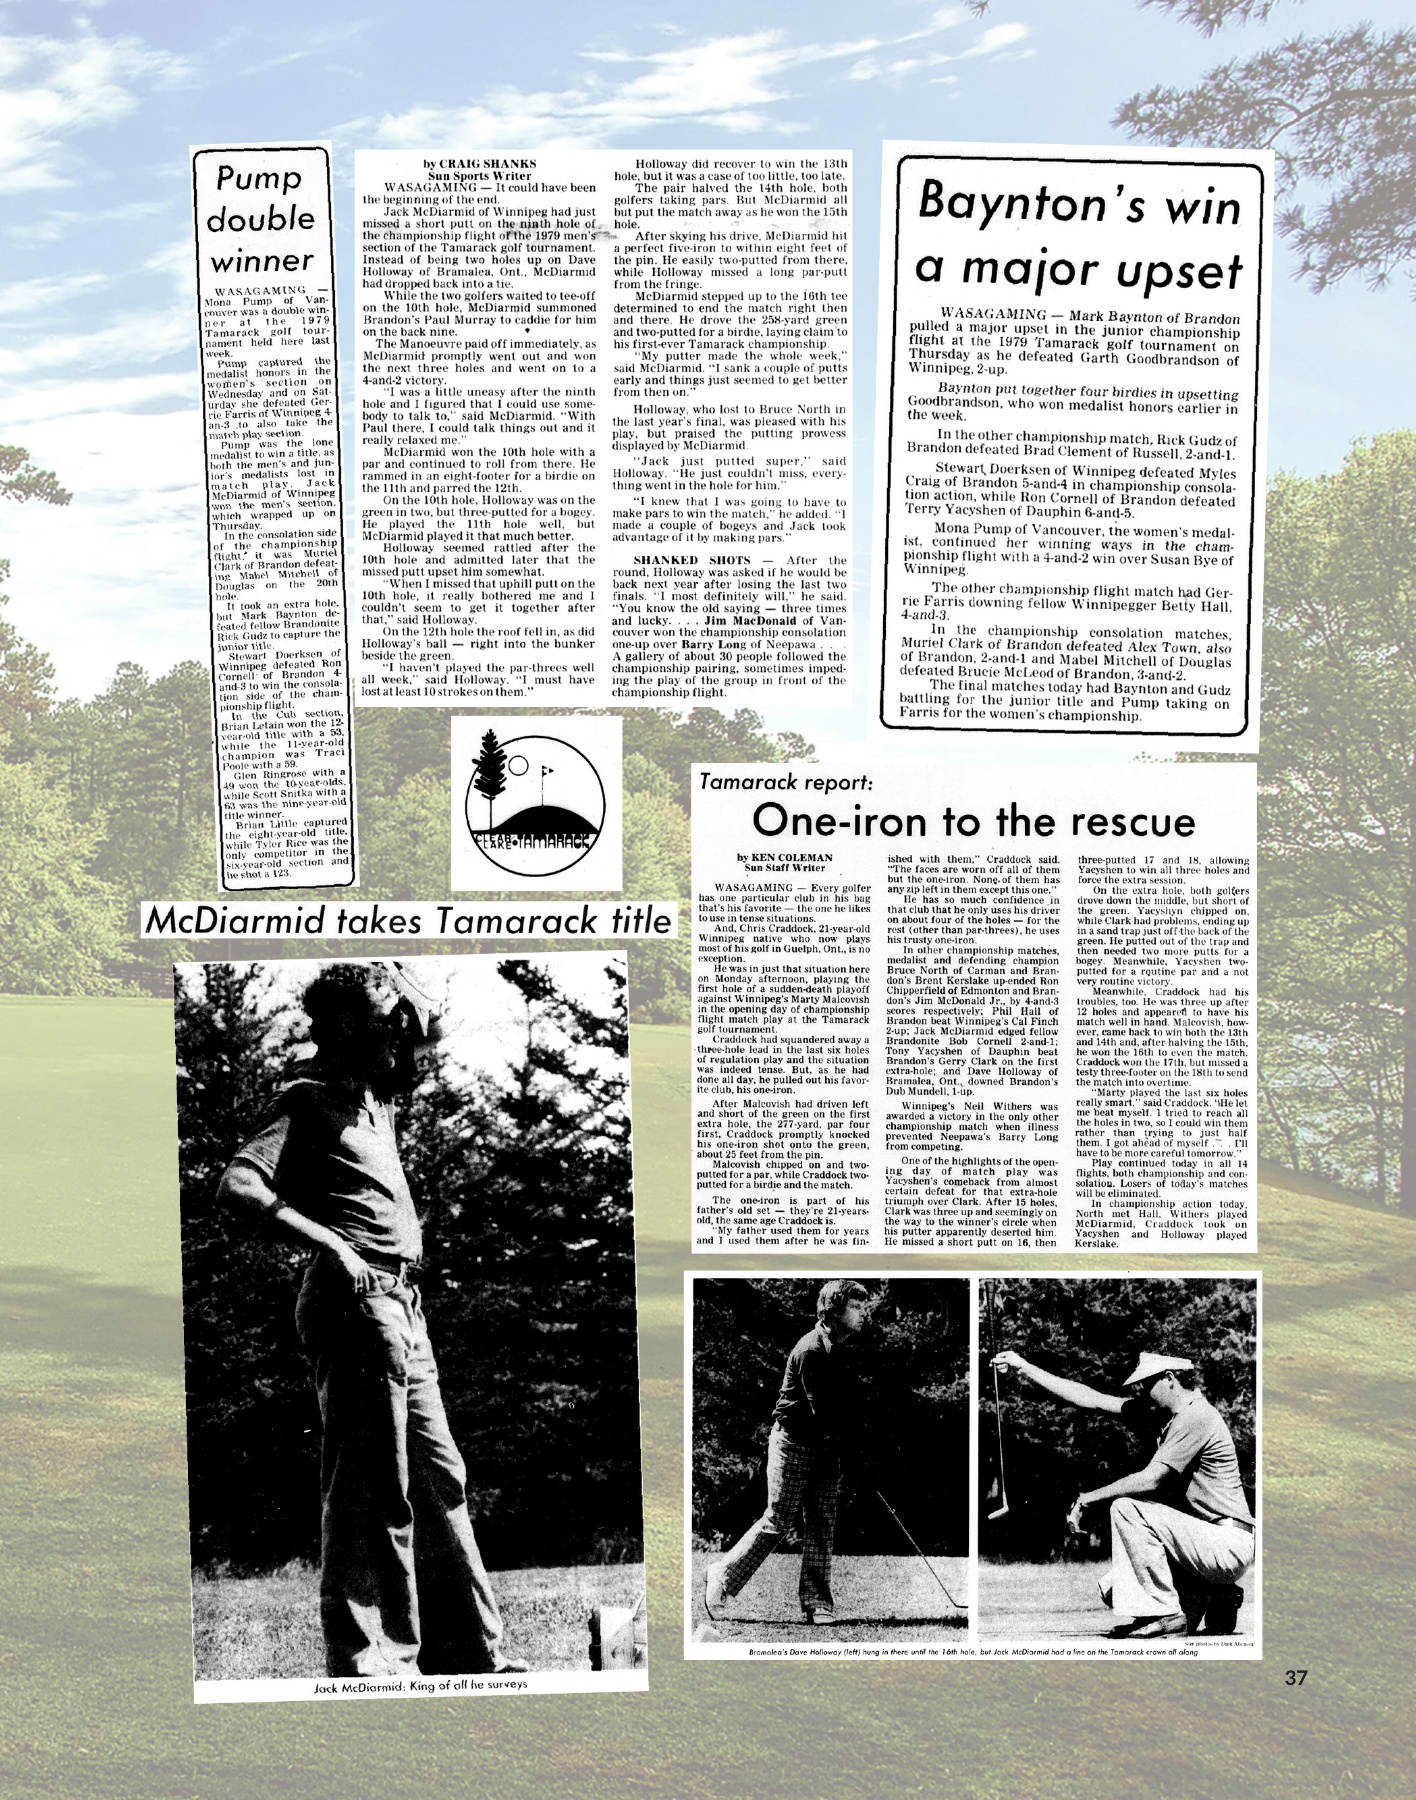 Pump
double
winner
WASAGAMING —
Mona Pump of Van-
couver was a double win-
ner at the 1979
Tamarack golf tour-
nament held here last
week.
Pump captured the
medalist honors in the
women's section on
Wednesday and on Sat-
urday she defeated Ger-
rie Farris of Winnipeg 4-
an-3 to also take the
match play section.
Pump was the lone
medalist to win a title, as
both the men's and jun-
ior's medalists lost in
match play. Jack
McDiarmid of Winnipeg
won the men's section,
which wrapped up on
Thursday.
In the consolation side
of the championship
flight, it was Muriel
Clark of Brandon defeat-
ing Mabel Mitchell of
Douglas on the 20th
hole.
It took an extra hole,
but Mark Baynton de-
feated fellow Brandonite
Rick Gudz to capture the
junior title.
Stewart Doerksen of
Winnipeg defeated Ron
Cornell of Brandon 4-
and-3 to win the consola-
tion side of the cham-
pionship flight.
In the Cub section,
Brian Letain won the 12-
year-old title with a 53,
while the 11-year-old
champion was Traci
Poole with a 59.
Glen Ringrose with a
49 won the 10-year-olds,
while Scott Snitka with a
63 was the nine-year-old
title winner.
Brian Little captured
the eight-year-old title,
while Tyler Rice was the
only competitor in the
six-year-old section and
he shot a 123.
by CRAIG SHANKS
Sun Sports Writer
WASAGAMING — It could have been
the beginning of the end.
Jack McDiarmid of Winnipeg had just
missed a short putt on the ninth hole of
the championship flight of the 1979 men's
section of the Tamarack golf tournament.
Instead of being two holes up on Dave
Holloway of Bramalea, Ont., McDiarmid
had dropped back into a tie.
While the two golfers waited to tee-off
on the 10th hole, McDiarmid summoned
Brandon's Paul Murray to caddie for him
on the back nine.
The Manoeuvre paid off immediately, as
McDiarmid promptly went out and won
the next three holes and went on to a
4-and-2 victory.
"I was a little uneasy after the ninth
hole and I figured that I could use some-
body to talk to," said McDiarmid. "With
Paul there, I could talk things out and it
really relaxed me."
McDiarmid won the 10th hole with a
par and continued to roll from there. He
rammed in an eight-footer for a birdie on
the 11th and parred the 12th.
On the 10th hole, Holloway was on the
green in two, but three-putted for a bogey.
He played the 11th hole well, but
McDiarmid played it that much better.
Holloway seemed rattled after the
10th hole and admitted later that the
missed putt upset him somewhat.
"When I missed that uphill putt on the
10th hole, it really bothered me and I
couldn't seem to get it together after
that," said Holloway.
On the 12th hole the roof fell in, as did
Holloway's ball — right into the bunker
beside the green.
"I haven't played the par-threes well
all week," said Holloway. "I must have
lost at least 10 strokes on them."
Holloway did recover to win the 13th
hole, but it was a case of too little, too late.
The pair halved the 14th hole, both
golfers taking pars. But McDiarmid all
but put the match away as he won the 15th
hole.
After skying his drive, McDiarmid hit
a perfect five-iron to within eight feet of
the pin. He easily two-putted from there,
while Holloway missed a long par-putt
from the fringe.
McDiarmid stepped up to the 16th tee
determined to end the match right then
and there. He drove the 258-yard green
and two-putted for a birdie, laying claim to
his first-ever Tamarack championship.
"My putter made the whole week,"
said McDiarmid. "I sank a couple of putts
early and things just seemed to get better
from then on."
Holloway, who lost to Bruce North in
the last year's final, was pleased with his
play, but praised the putting prowess
displayed by McDiarmid.
"Jack just putted super," said
Holloway. "He just couldn't miss, every-
thing went in the hole for him."
"I knew that I was going to have to
make pars to win the match," he added. "I
made a couple of bogeys and Jack took
advantage of it by making pars."
SHANKED SHOTS — After the
round, Holloway was asked if he would be
back next year after losing the last two
finals. "I most definitely will," he said.
"You know the old saying — three times
and lucky. . . . Jim MacDonald of Van-
couver won the championship consolation
one-up over Barry Long of Neepawa . . .
A gallery of about 30 people followed the
championship pairing, sometimes imped-
ing the play of the group in front of the
championship flight.
Baynton's win
a major upset
WASAGAMING — Mark Baynton of Brandon
pulled a major upset in the junior championship
flight at the 1979 Tamarack golf tournament on
Thursday as he defeated Garth Goodbrandson of
Winnipeg, 2-up.
Baynton put together four birdies in upsetting
Goodbrandson, who won medalist honors earlier in
the week.
In the other championship match, Rick Gudz of
Brandon defeated Brad Clement of Russell, 2-and-1.
Stewart Doerksen of Winnipeg defeated Myles
Craig of Brandon 5-and-4 in championship consola-
tion action, while Ron Cornell of Brandon defeated
Terry Yacyshen of Dauphin 6-and-5.
Mona Pump of Vancouver, the women's medal-
ist, continued her winning ways in the cham-
pionship flight with a 4-and-2 win over Susan Bye of
Winnipeg.
The other championship flight match had Ger-
rie Farris downing fellow Winnipegger Betty Hall,
4-and-3.
In the championship consolation matches,
Muriel Clark of Brandon defeated Alex Town, also
of Brandon, 2-and-1 and Mabel Mitchell of Douglas
defeated Brucie McLeod of Brandon, 3-and-2.
The final matches today had Baynton and Gudz
battling for the junior title and Pump taking on
Farris for the women's championship.
CLEAR LAKE • TAMARACK
McDiarmid takes Tamarack title
Jack McDiarmid: King of all he surveys
Tamarack report:
One-iron to the rescue
by KEN COLEMAN
Sun Staff Writer
WASAGAMING — Every golfer
has one particular club in his bag
that's his favorite — the one he likes
to use in tense situations.
And, Chris Craddock, 21-year-old
Winnipeg native who now plays
most of his golf in Guelph, Ont., is no
exception.
He was in just that situation here
on Monday afternoon, playing the
first hole of a sudden-death playoff
against Winnipeg's Marty Malcovish
in the opening day of championship
flight match play at the Tamarack
golf tournament.
Craddock had squandered away a
three-hole lead in the last six holes
of regulation play and the situation
was indeed tense. But, as he had
done all day, he pulled out his favor-
ite club, his one-iron.
After Malcovish had driven left
and short of the green on the first
extra hole, the 277-yard, par four
first, Craddock promptly knocked
his one-iron shot onto the green,
about 25 feet from the pin.
Malcovish chipped on and two-
putted for a par, while Craddock two-
putted for a birdie and the match.
The one-iron is part of his
father's old set — they're 21-years-
old, the same age Craddock is.
"My father used them for years
and I used them after he was fin-
ished with them," Craddock said.
"The faces are worn off all of them
but the one-iron. None of them has
any zip left in them except this one."
He has so much confidence in
that club that he only uses his driver
on about four of the holes — for the
rest (other than par-threes), he uses
his trusty one-iron.
In other championship matches,
medalist and defending champion
Bruce North of Carman and Bran-
don's Brent Kerslake up-ended Ron
Chipperfield of Edmonton and Bran-
don's Jim McDonald Jr., by 4-and-3
scores respectively; Phil Hall of
Brandon beat Winnipeg's Cal Finch
2-up; Jack McDiarmid edged fellow
Brandonite Bob Cornell 2-and-1;
Tony Yacyshen of Dauphin beat
Brandon's Gerry Clark on the first
extra-hole; and Dave Holloway of
Bramalea, Ont., downed Brandon's
Dub Mundell, 1-up.
Winnipeg's Neil Withers was
awarded a victory in the only other
championship match when illness
prevented Neepawa's Barry Long
from competing.
One of the highlights of the open-
ing day of match play was
Yacyshen's comeback from almost
certain defeat for that extra-hole
triumph over Clark. After 15 holes,
Clark was three up and seemingly on
the way to the winner's circle when
his putter apparently deserted him.
He missed a short putt on 16, then
three-putted 17 and 18, allowing
Yacyshen to win all three holes and
force the extra session.
On the extra hole, both golfers
drove down the middle, but short of
the green. Yacyshyn chipped on,
while Clark had problems, ending up
in a sand trap just off the back of the
green. He putted out of the trap and
then needed two more putts for a
bogey. Meanwhile, Yacyshen two-
putted for a routine par and a not
very routine victory.
Meanwhile, Craddock had his
troubles, too. He was three up after
12 holes and appeared to have his
match well in hand. Malcovish, how-
ever, came back to win both the 13th
and 14th and, after halving the 15th,
he won the 16th to even the match.
Craddock won the 17th, but missed a
testy three-footer on the 18th to send
the match into overtime.
"Marty played the last six holes
really smart," said Craddock. "He let
me beat myself. I tried to reach all
the holes in two, so I could win them
rather than trying to just half
them. I got ahead of myself . . . I'll
have to be more careful tomorrow."
Play continued today in all 14
flights, both championship and con-
solation. Losers of today's matches
will be eliminated.
In championship action today,
North met Hall, Withers played
McDiarmid, Craddock took on
Yacyshen and Holloway played
Kerslake.
Sun photos by Dirk
Bramalea's Dave Holloway (left) hung in there until the 16th hole, but Jack McDiarmid had a line on the Tamarack crown all along
37